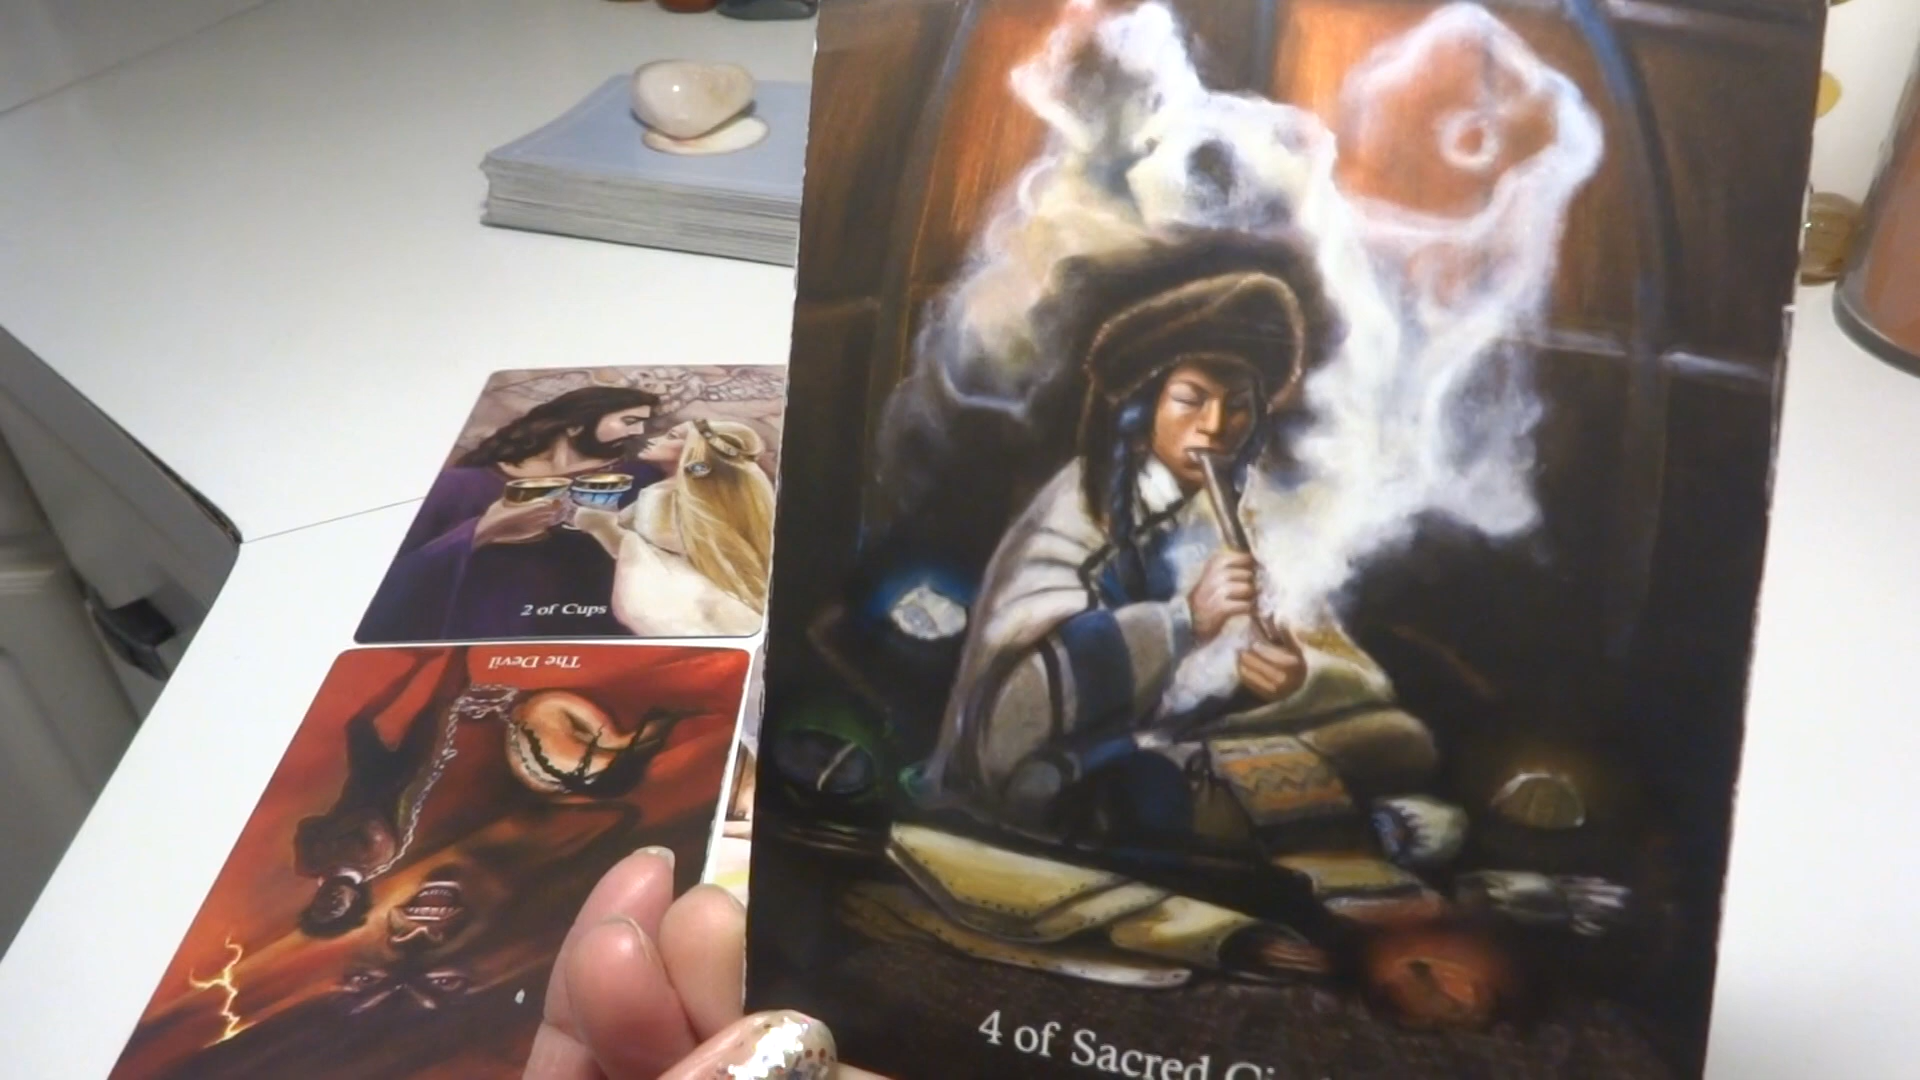 2 of Cups
The Devil
4 of Sacred